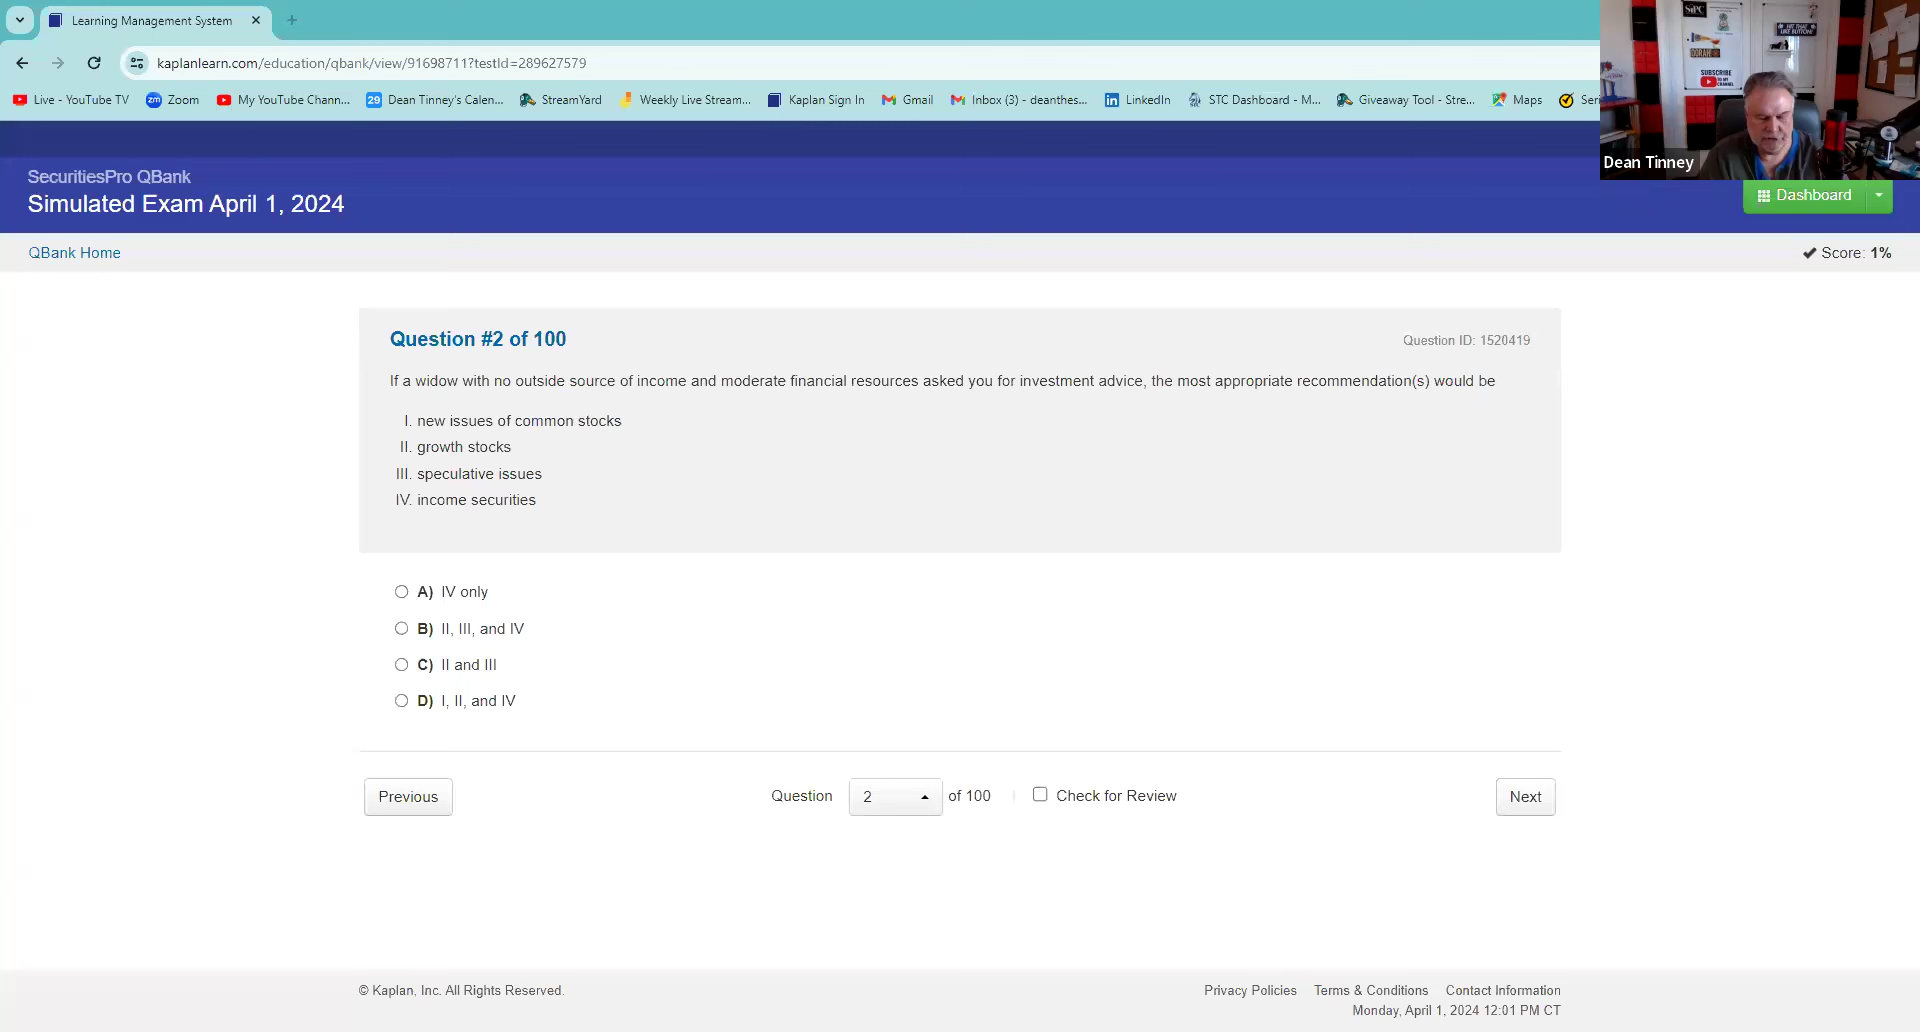 Learning Management System
kaplanlearn.com/education/qbank/view/91698711?testId=289627579
Live - YouTube TV
Zoom
My YouTube Chann...
Dean Tinney's Calen...
StreamYard
Weekly Live Stream...
Kaplan Sign In
Gmail
Inbox (3) - deanthes...
LinkedIn
STC Dashboard - M...
Giveaway Tool - Stre...
Maps
Seri
SIPC
HIT THAT
LIKE BUTTON!
SUBSCRIBE
Dean Tinney
SecuritiesPro QBank
Simulated Exam April 1, 2024
Dashboard
QBank Home
Score: 1%
Question #2 of 100
Question ID: 1520419
If a widow with no outside source of income and moderate financial resources asked you for investment advice, the most appropriate recommendation(s) would be
I. new issues of common stocks
II. growth stocks
III. speculative issues
IV. income securities
A) IV only
B) II, III, and IV
C) II and III
D) I, II, and IV
Previous
Question 2 of 100
Check for Review
Next
© Kaplan, Inc. All Rights Reserved.
Privacy Policies Terms & Conditions Contact Information
Monday, April 1, 2024 12:01 PM CT